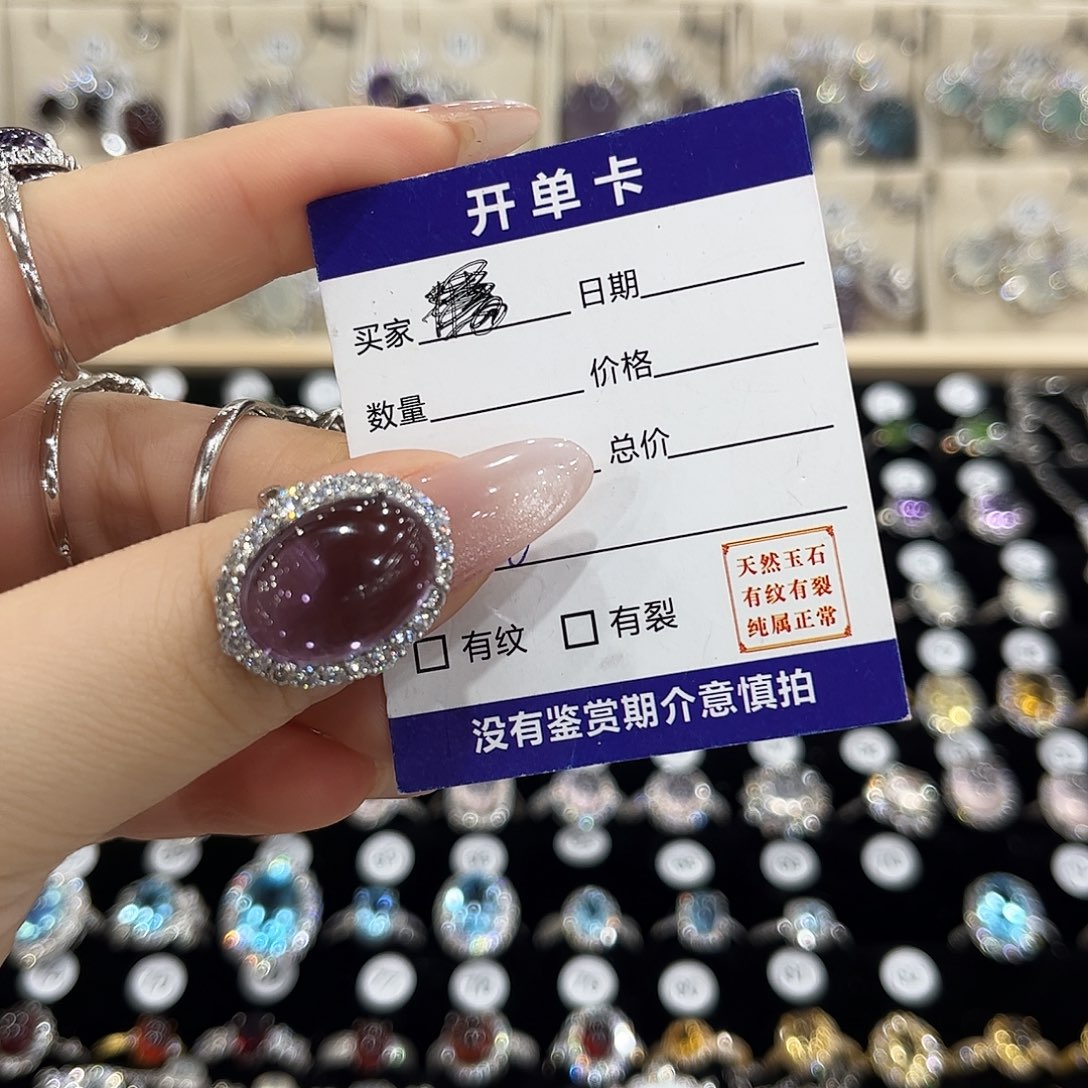 开单卡
买家 日期
数量 价格
总价
天然玉石
有纹有裂
纯属正常
□ 有纹 □ 有裂
没有鉴赏期介意慎拍